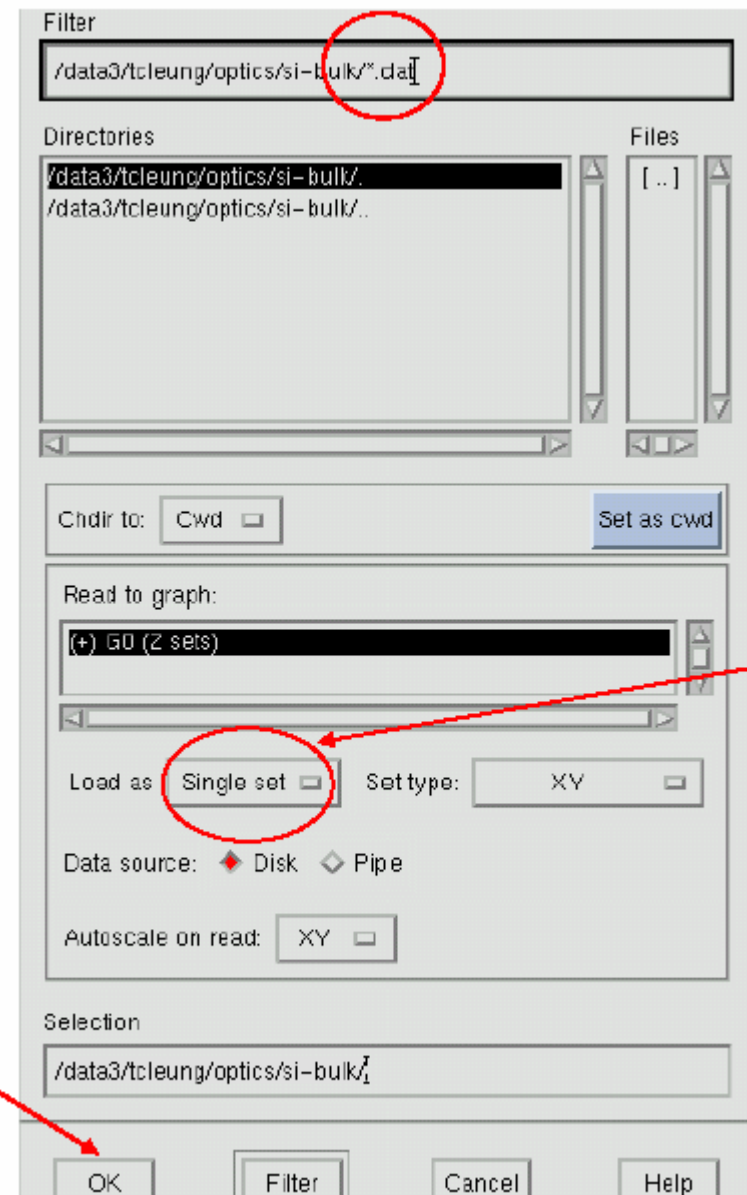 Filter
/data3/tcleung/optics/si-bulk/*.dat
Directories Files
/data3/tcleung/optics/si-bulk/. [ .. ]
/data3/tcleung/optics/si-bulk/..
Chdir to: Cwd Set as cwd
Read to graph:
(+) G0 (2 sets)
Load as Single set Set type: XY
Data source: Disk Pipe
Autoscale on read: XY
Selection
/data3/tcleung/optics/si-bulk/
OK Filter Cancel Help